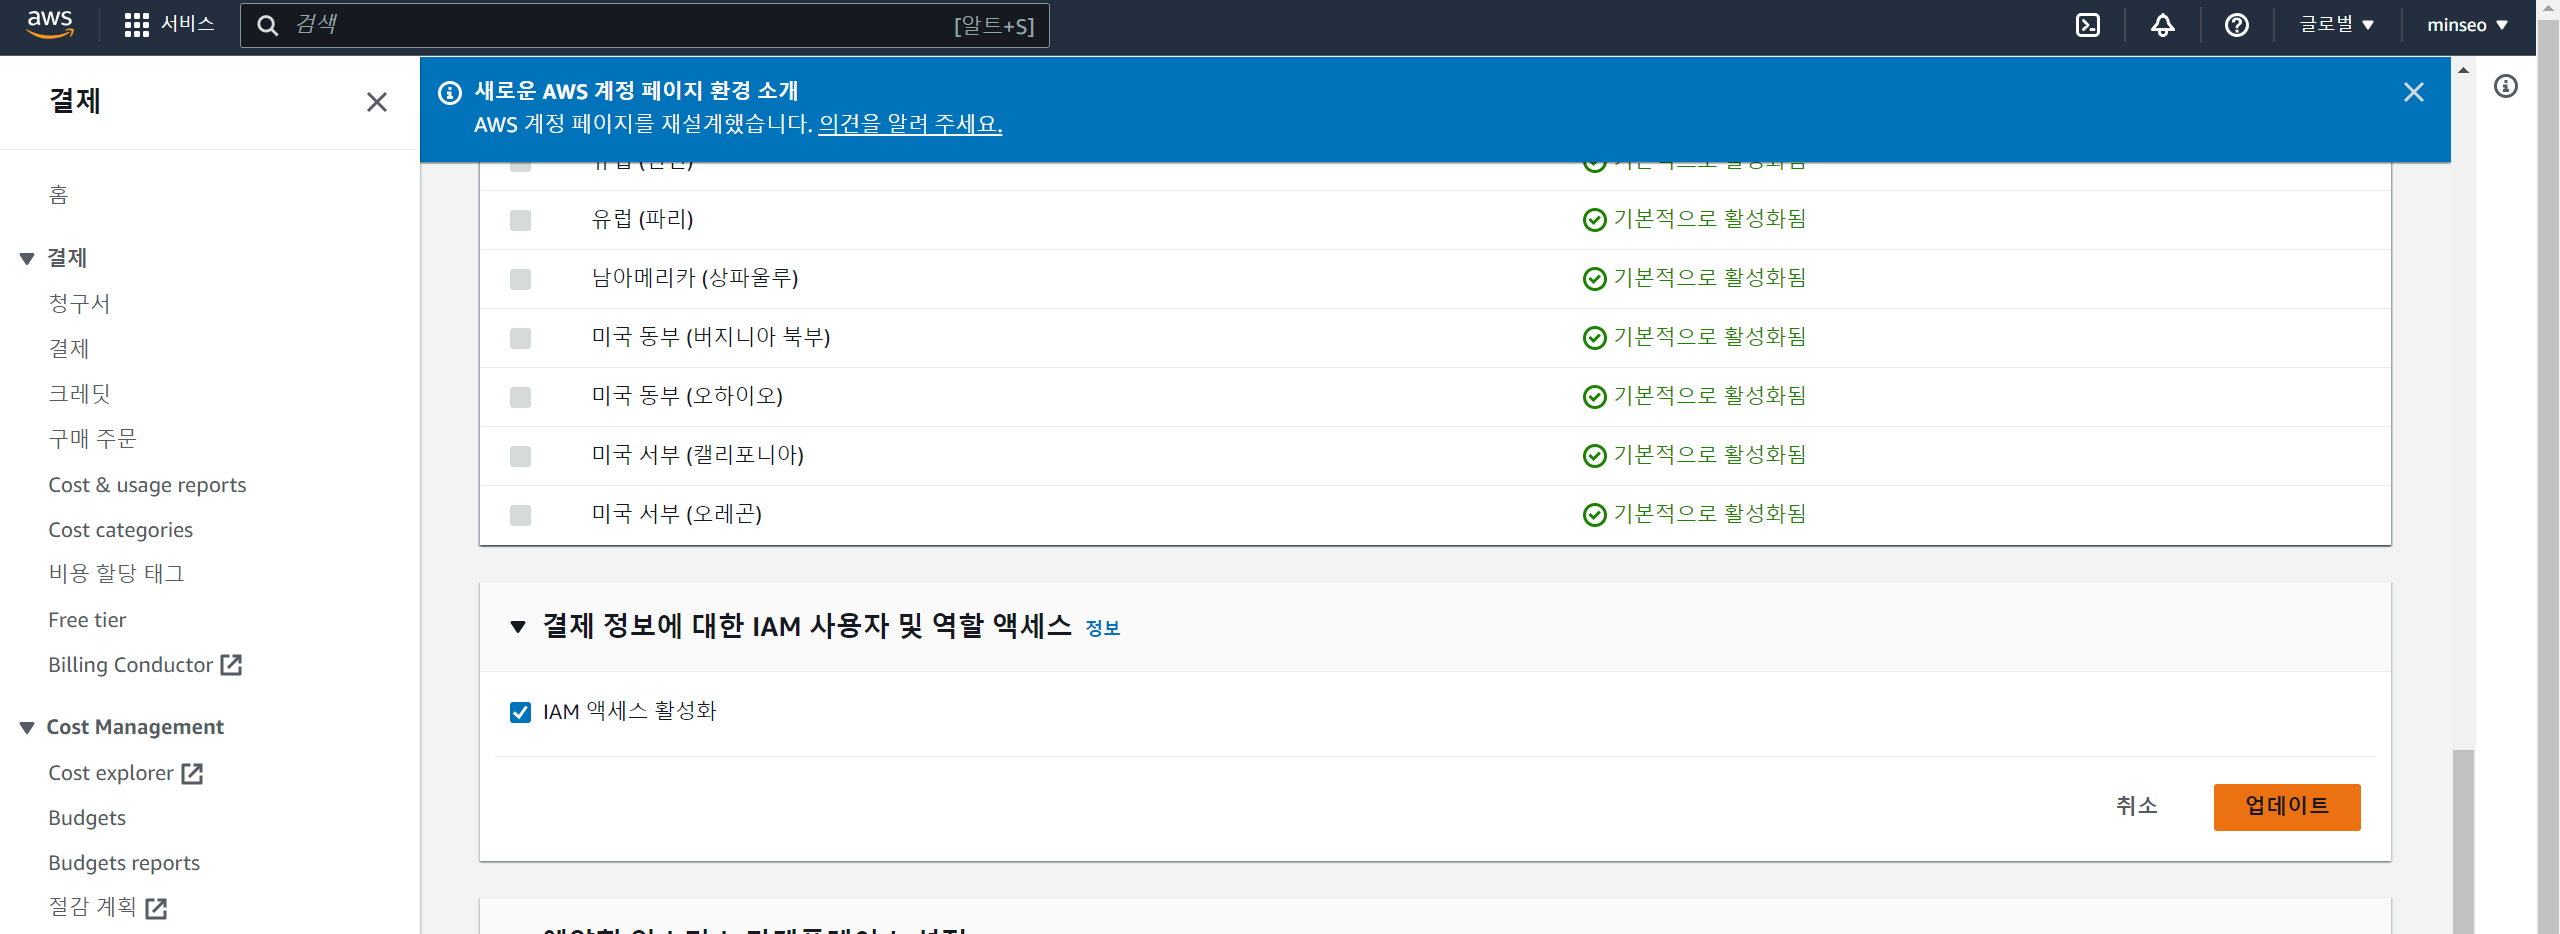 aws
서비스
검색
[알트+S]
글로벌
minseo
결제
홈
결제
청구서
결제
크레딧
구매 주문
Cost & usage reports
Cost categories
비용 할당 태그
Free tier
Billing Conductor
Cost Management
Cost explorer
Budgets
Budgets reports
절감 계획
새로운 AWS 계정 페이지 환경 소개
AWS 계정 페이지를 재설계했습니다. 의견을 알려 주세요.
기본적으로 활성화됨
유럽 (파리) 기본적으로 활성화됨
남아메리카 (상파울루) 기본적으로 활성화됨
미국 동부 (버지니아 북부) 기본적으로 활성화됨
미국 동부 (오하이오) 기본적으로 활성화됨
미국 서부 (캘리포니아) 기본적으로 활성화됨
미국 서부 (오레곤) 기본적으로 활성화됨
결제 정보에 대한 IAM 사용자 및 역할 액세스 정보
IAM 액세스 활성화
취소
업데이트